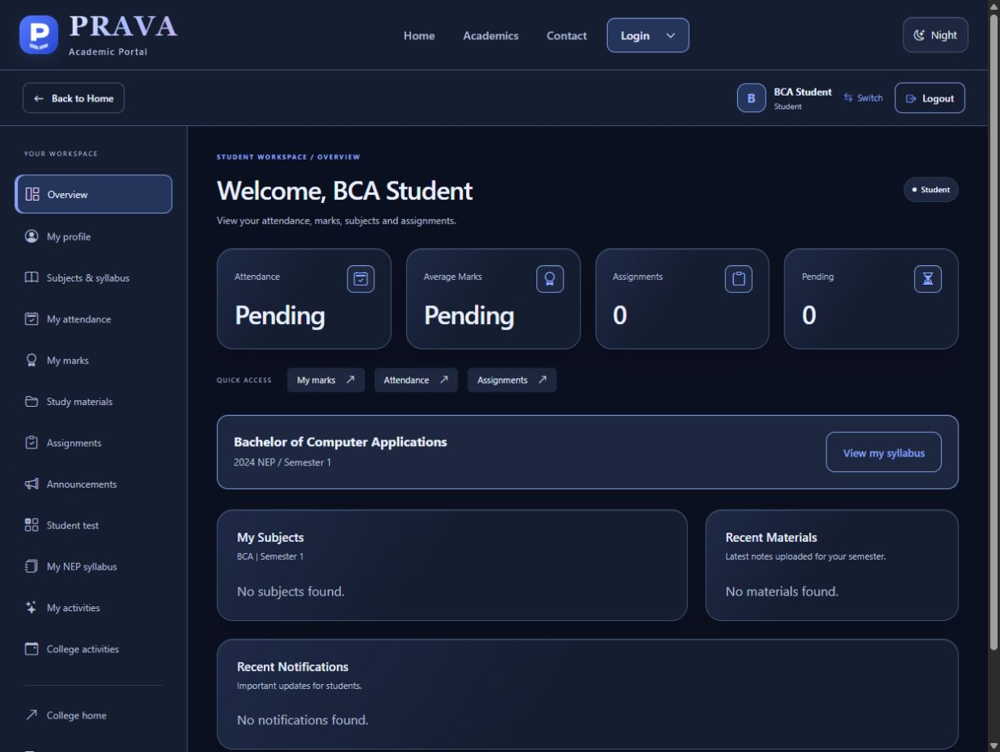 PRAVA
Academic Portal
Home
Academics
Contact
Login
Night
Back to Home
B
BCA Student
Student
Switch
Logout
YOUR WORKSPACE
Overview
My profile
Subjects & syllabus
My attendance
My marks
Study materials
Assignments
Announcements
Student test
My NEP syllabus
My activities
College activities
College home
STUDENT WORKSPACE / OVERVIEW
Welcome, BCA Student
View your attendance, marks, subjects and assignments.
Student
Attendance
Pending
Average Marks
Pending
Assignments
0
Pending
0
QUICK ACCESS
My marks
Attendance
Assignments
Bachelor of Computer Applications
2024 NEP / Semester 1
View my syllabus
My Subjects
BCA | Semester 1
No subjects found.
Recent Materials
Latest notes uploaded for your semester.
No materials found.
Recent Notifications
Important updates for students.
No notifications found.